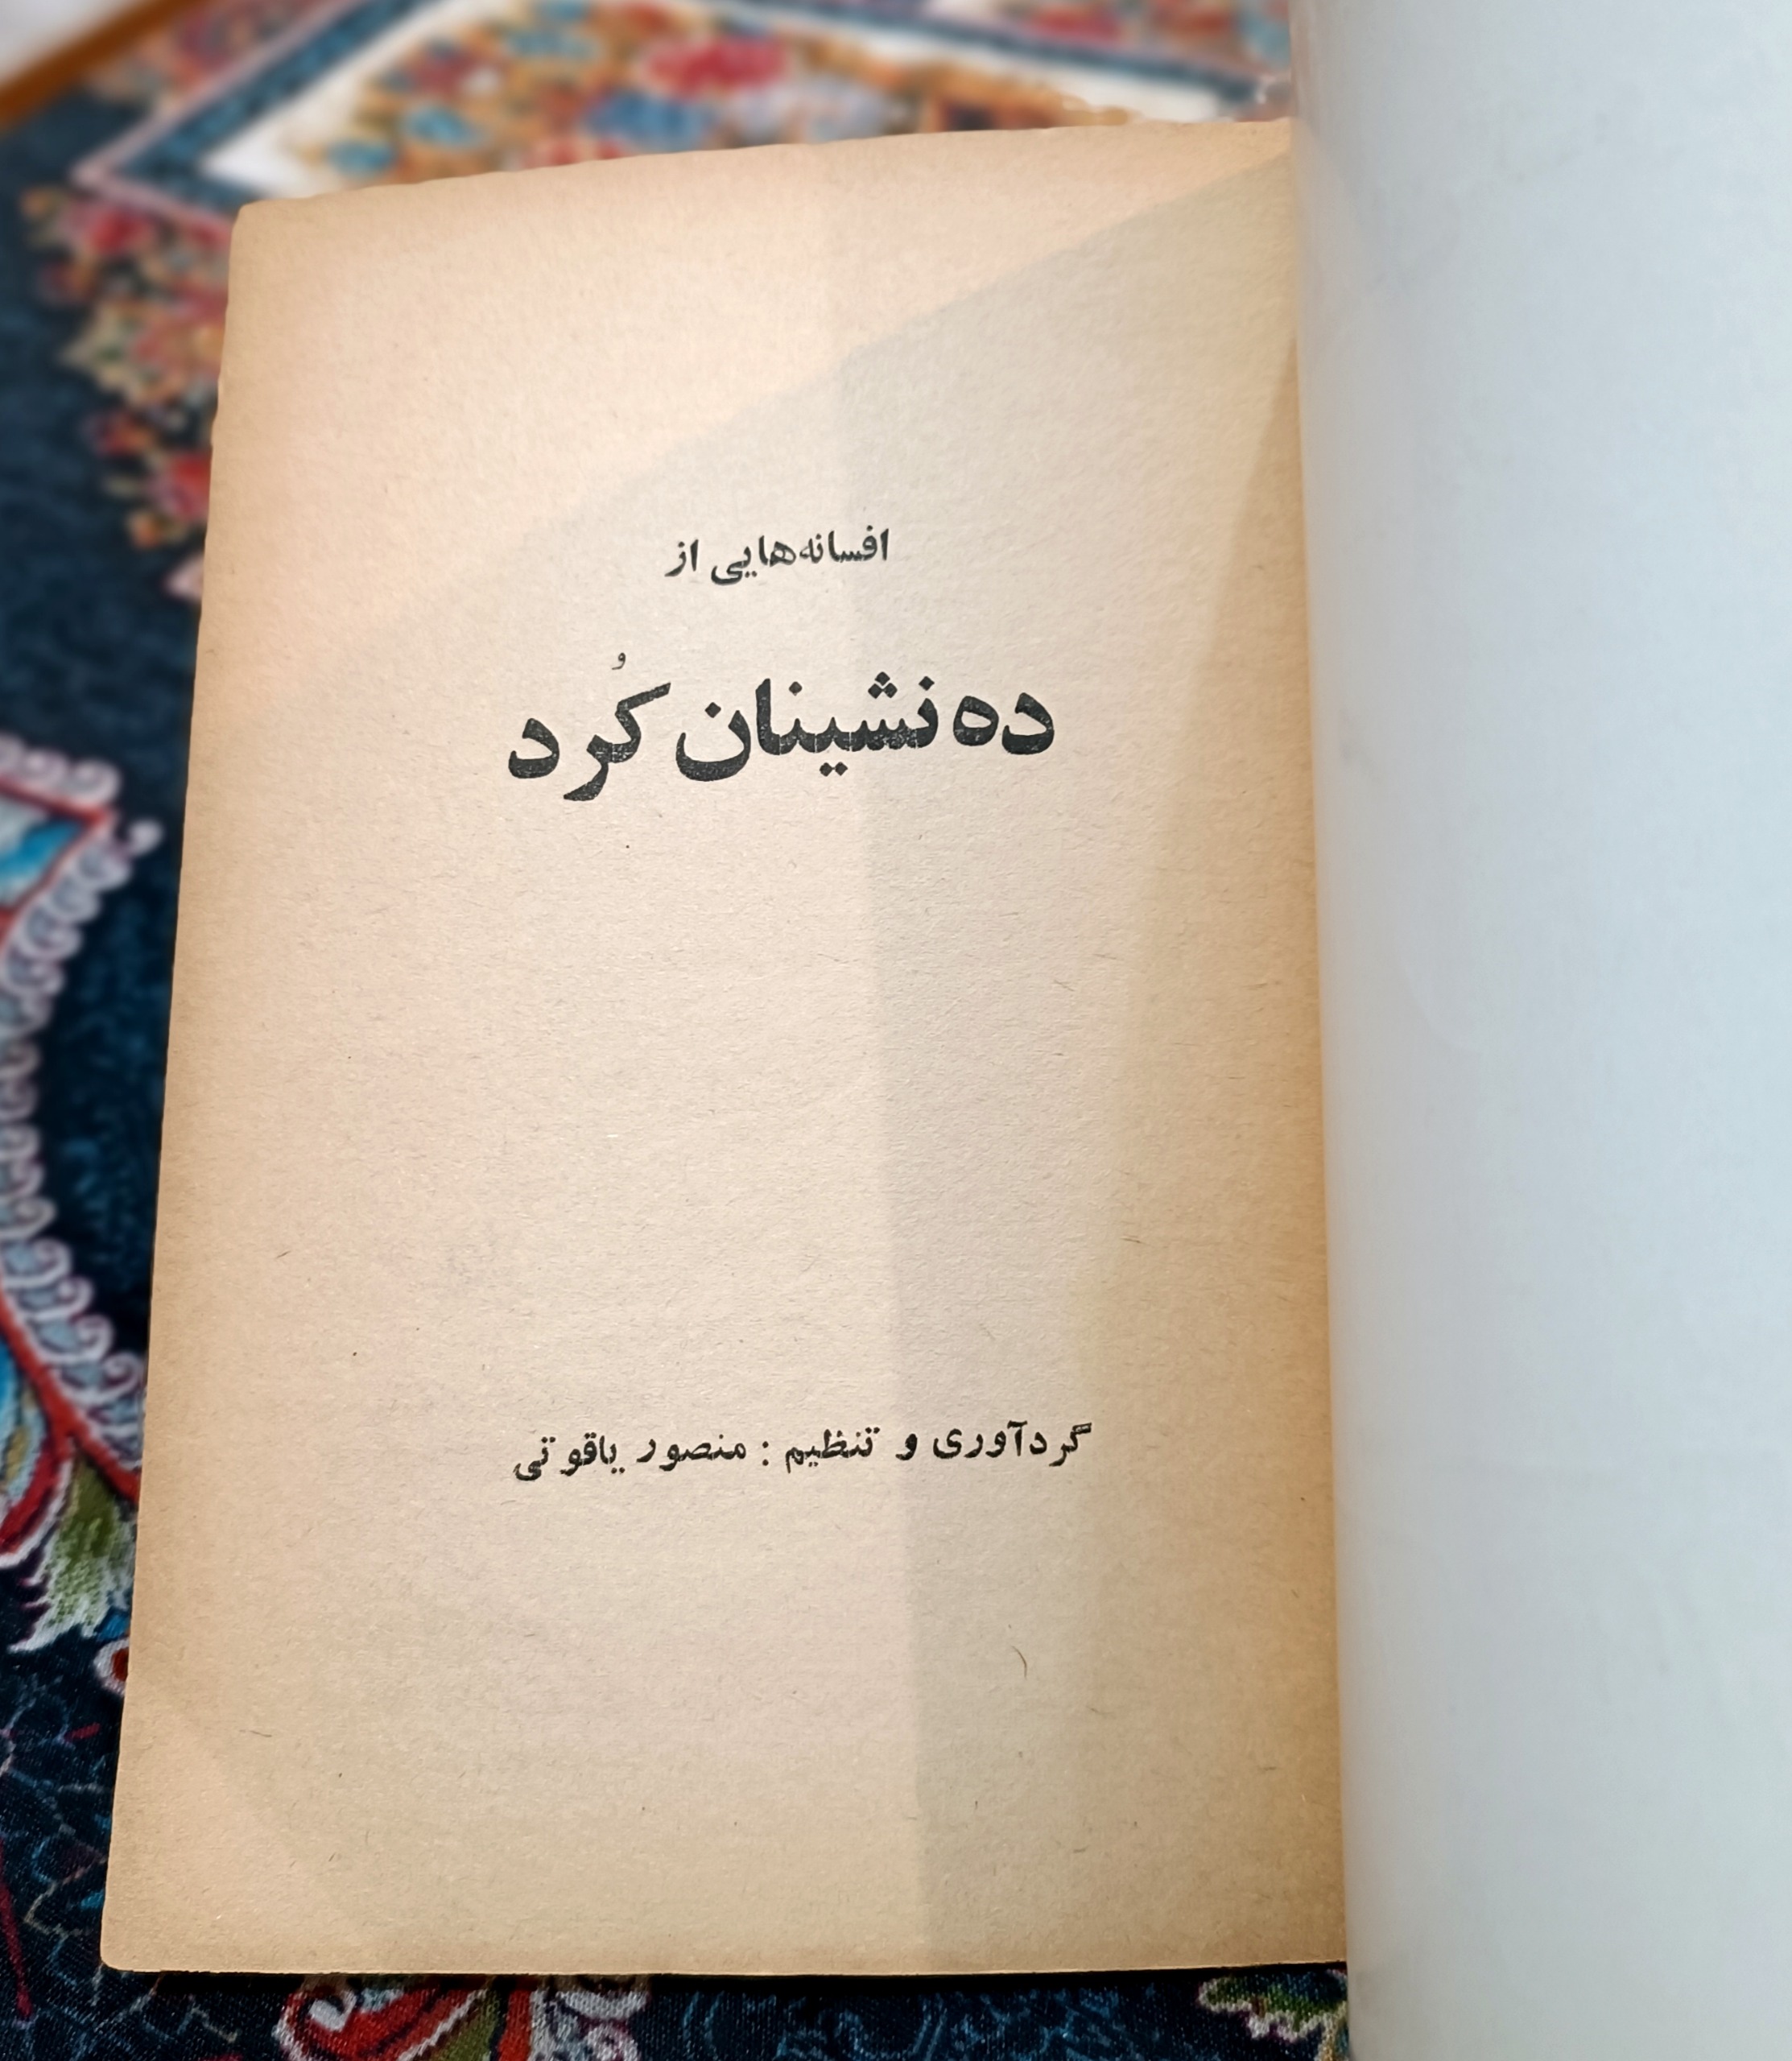 افسانه‌هایی از
ده‌نشینان کُرد
گردآوری و تنظیم : منصور یاقوتی